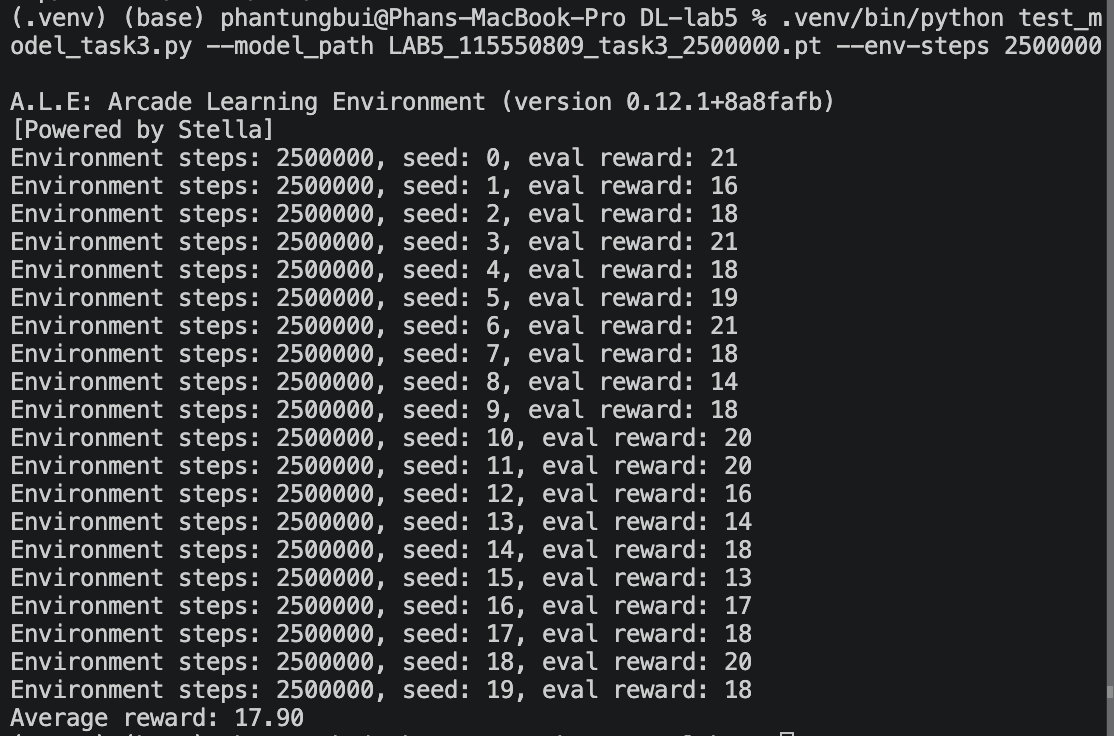 (.venv) (base) phantungbui@Phans-MacBook-Pro DL-lab5 % .venv/bin/python test_m
odel_task3.py --model_path LAB5_115550809_task3_2500000.pt --env-steps 2500000
A.L.E: Arcade Learning Environment (version 0.12.1+8a8fafb)
[Powered by Stella]
Environment steps: 2500000, seed: 0, eval reward: 21
Environment steps: 2500000, seed: 1, eval reward: 16
Environment steps: 2500000, seed: 2, eval reward: 18
Environment steps: 2500000, seed: 3, eval reward: 21
Environment steps: 2500000, seed: 4, eval reward: 18
Environment steps: 2500000, seed: 5, eval reward: 19
Environment steps: 2500000, seed: 6, eval reward: 21
Environment steps: 2500000, seed: 7, eval reward: 18
Environment steps: 2500000, seed: 8, eval reward: 14
Environment steps: 2500000, seed: 9, eval reward: 18
Environment steps: 2500000, seed: 10, eval reward: 20
Environment steps: 2500000, seed: 11, eval reward: 20
Environment steps: 2500000, seed: 12, eval reward: 16
Environment steps: 2500000, seed: 13, eval reward: 14
Environment steps: 2500000, seed: 14, eval reward: 18
Environment steps: 2500000, seed: 15, eval reward: 13
Environment steps: 2500000, seed: 16, eval reward: 17
Environment steps: 2500000, seed: 17, eval reward: 18
Environment steps: 2500000, seed: 18, eval reward: 20
Environment steps: 2500000, seed: 19, eval reward: 18
Average reward: 17.90